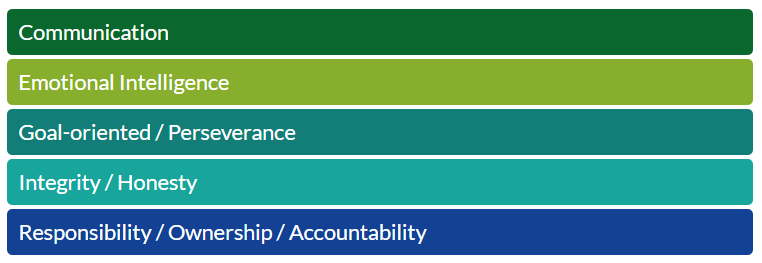 Communication
Emotional Intelligence
Goal-oriented / Perseverance
Integrity / Honesty
Responsibility / Ownership / Accountability